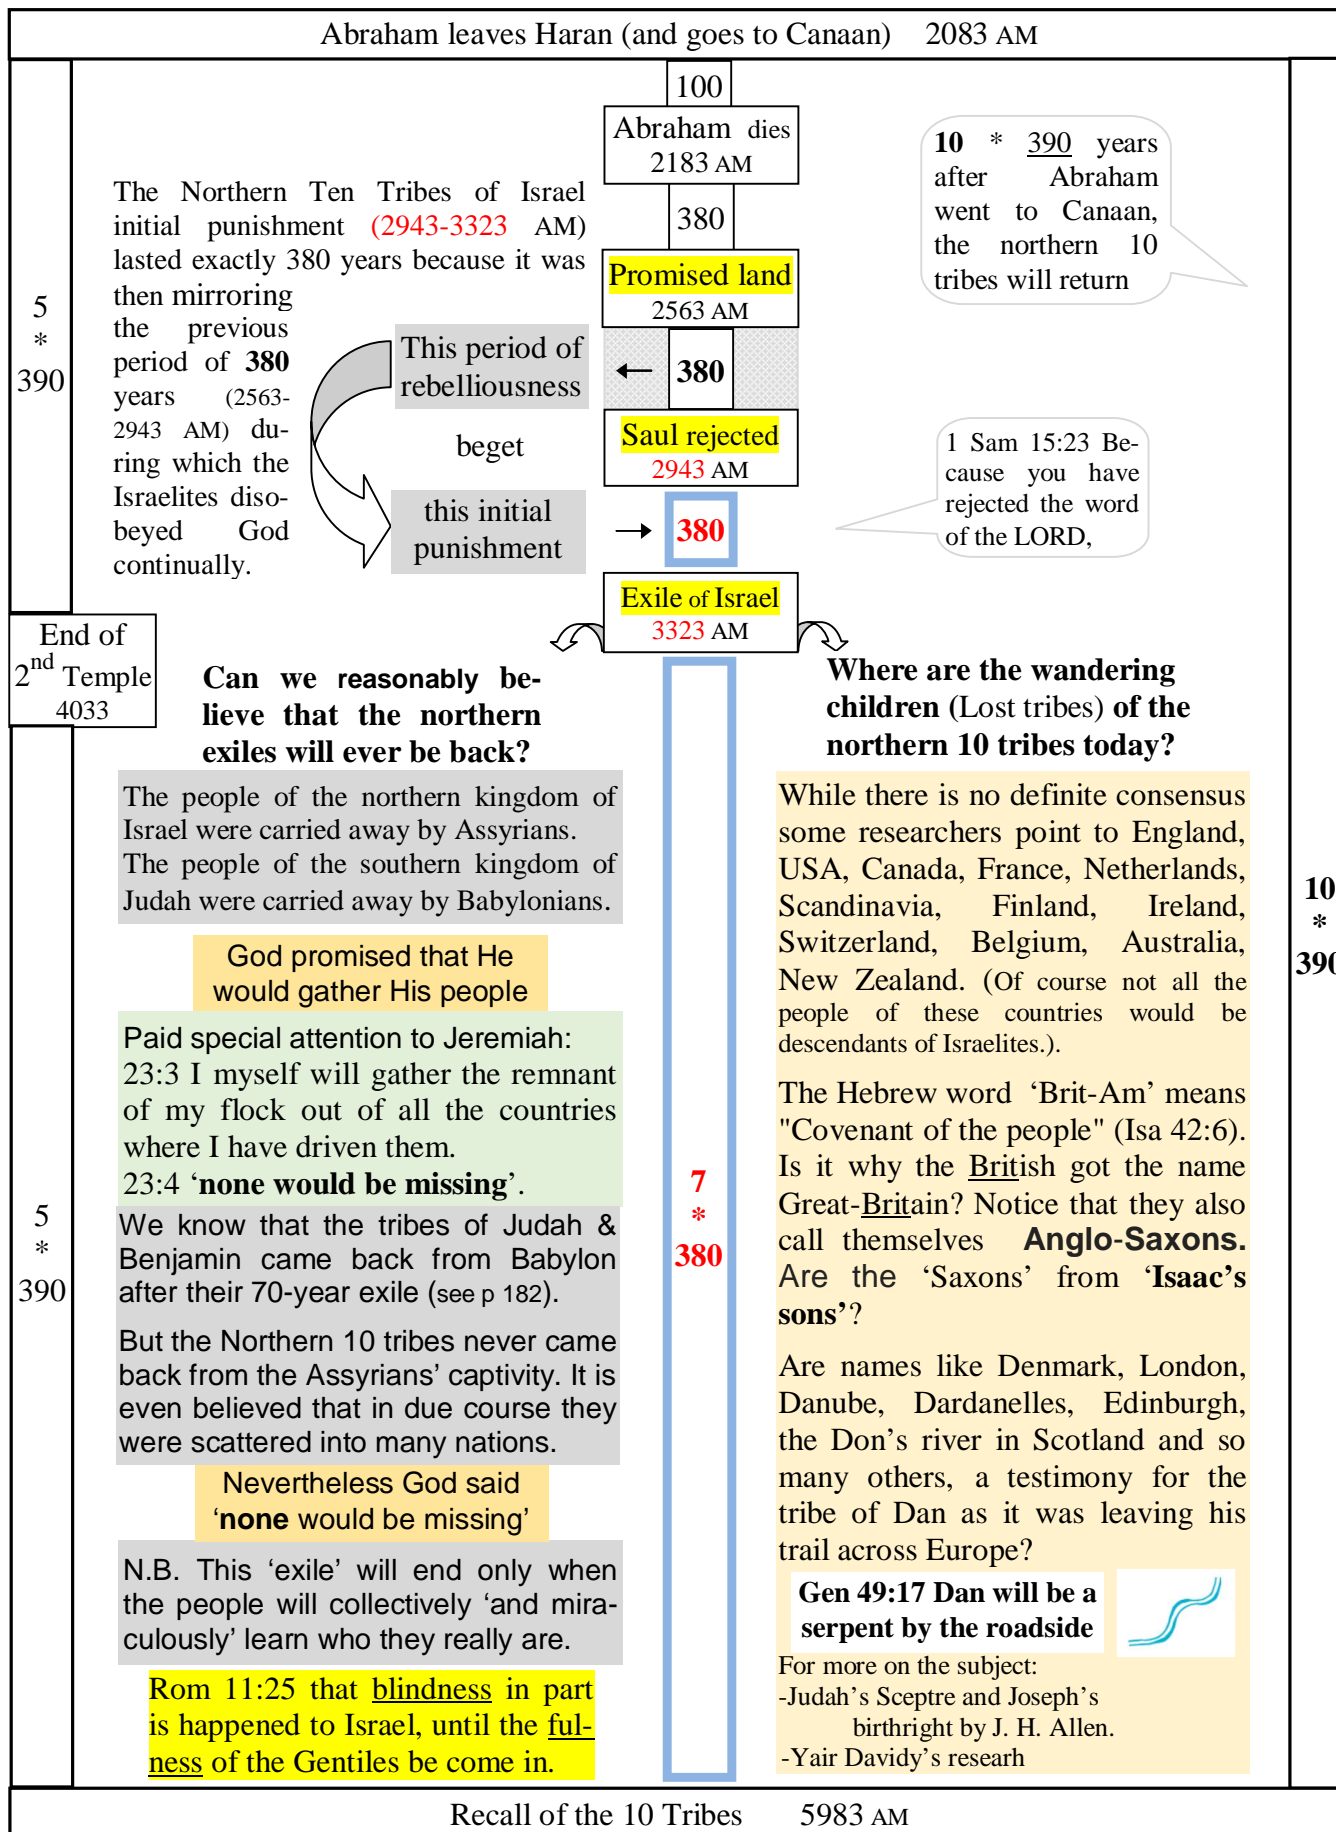 Abraham leaves Haran (and goes to Canaan) 2083 AM
100
Abraham dies
2183 AM
380
Promised land
2563 AM
380
Saul rejected
2943 AM
380
Exile of Israel
3323 AM
The Northern Ten Tribes of Israel
initial punishment (2943-3323 AM)
lasted exactly 380 years because it was
then mirroring
the previous
period of 380
years (2563-
2943 AM) du-
ring which the
Israelites diso-
beyed God
continually.
This period of
rebelliousness
beget
this initial
punishment
10 * 390 years
after Abraham
went to Canaan,
the northern 10
tribes will return
1 Sam 15:23 Be-
cause you have
rejected the word
of the LORD,
5
*
390
End of
2nd Temple
4033
5
*
390
Can we reasonably be-
lieve that the northern
exiles will ever be back?
The people of the northern kingdom of
Israel were carried away by Assyrians.
The people of the southern kingdom of
Judah were carried away by Babylonians.
God promised that He
would gather His people
Paid special attention to Jeremiah:
23:3 I myself will gather the remnant
of my flock out of all the countries
where I have driven them.
23:4 ‘none would be missing’.
We know that the tribes of Judah &
Benjamin came back from Babylon
after their 70-year exile (see p 182).
But the Northern 10 tribes never came
back from the Assyrians’ captivity. It is
even believed that in due course they
were scattered into many nations.
Nevertheless God said
‘none would be missing’
N.B. This ‘exile’ will end only when
the people will collectively ‘and mira-
culously’ learn who they really are.
Rom 11:25 that blindness in part
is happened to Israel, until the ful-
ness of the Gentiles be come in.
7
*
380
Where are the wandering
children (Lost tribes) of the
northern 10 tribes today?
While there is no definite consensus
some researchers point to England,
USA, Canada, France, Netherlands,
Scandinavia, Finland, Ireland,
Switzerland, Belgium, Australia,
New Zealand. (Of course not all the
people of these countries would be
descendants of Israelites.).
The Hebrew word ‘Brit-Am’ means
"Covenant of the people" (Isa 42:6).
Is it why the British got the name
Great-Britain? Notice that they also
call themselves Anglo-Saxons.
Are the ‘Saxons’ from ‘Isaac’s
sons’?
Are names like Denmark, London,
Danube, Dardanelles, Edinburgh,
the Don’s river in Scotland and so
many others, a testimony for the
tribe of Dan as it was leaving his
trail across Europe?
Gen 49:17 Dan will be a
serpent by the roadside
For more on the subject:
-Judah’s Sceptre and Joseph’s
birthright by J. H. Allen.
-Yair Davidy’s researh
10
*
390
Recall of the 10 Tribes 5983 AM